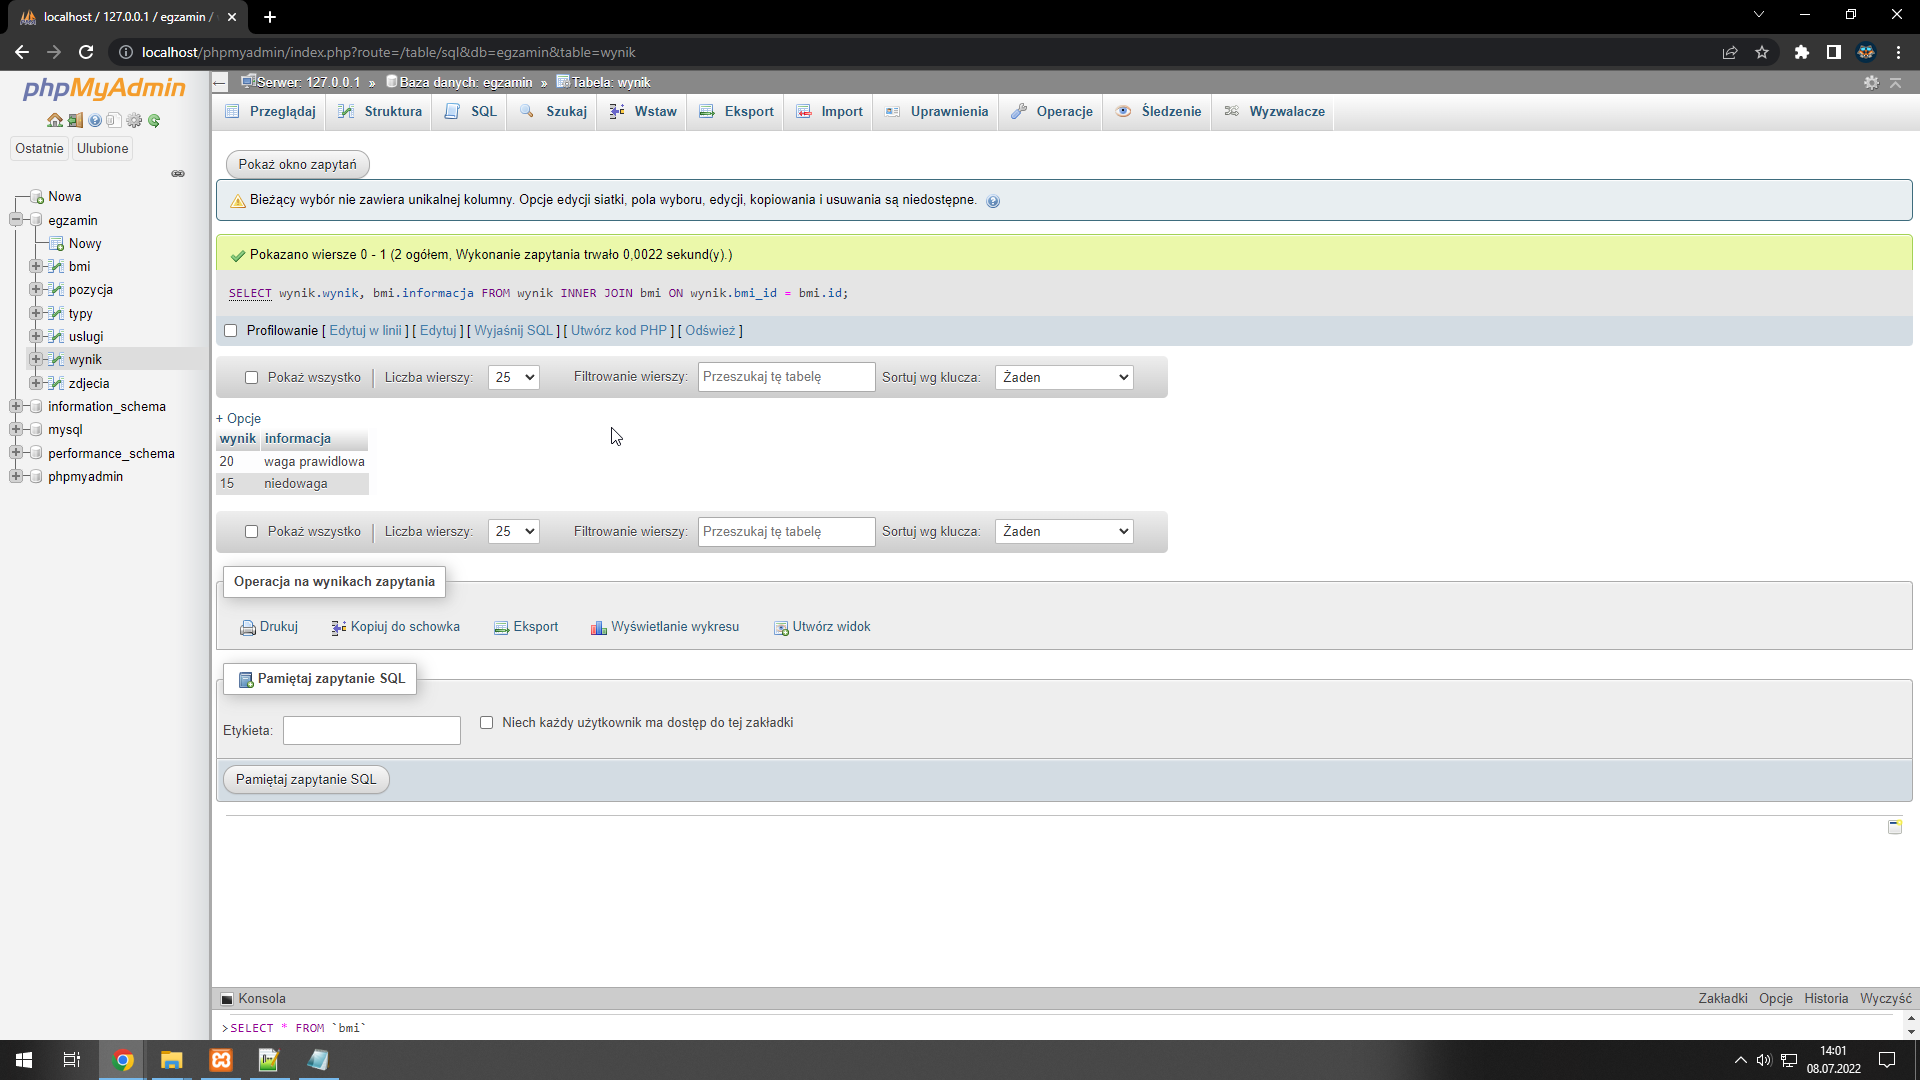 localhost / 127.0.0.1 / egzamin /
localhost/phpmyadmin/index.php?route=/table/sql&db=egzamin&table=wynik
phpMyAdmin
Ostatnie
Ulubione
Nowa
egzamin
Nowy
bmi
pozycja
typy
uslugi
wynik
zdjecia
information_schema
mysql
performance_schema
phpmyadmin
Serwer: 127.0.0.1 » Baza danych: egzamin » Tabela: wynik
Przeglądaj Struktura SQL Szukaj Wstaw Eksport Import Uprawnienia Operacje Śledzenie Wyzwalacze
Pokaż okno zapytań
Bieżący wybór nie zawiera unikalnej kolumny. Opcje edycji siatki, pola wyboru, edycji, kopiowania i usuwania są niedostępne.
Pokazano wiersze 0 - 1 (2 ogółem, Wykonanie zapytania trwało 0,0022 sekund(y).)
SELECT wynik.wynik, bmi.informacja FROM wynik INNER JOIN bmi ON wynik.bmi_id = bmi.id;
Profilowanie [ Edytuj w linii ] [ Edytuj ] [ Wyjaśnij SQL ] [ Utwórz kod PHP ] [ Odśwież ]
Pokaż wszystko Liczba wierszy: 25 Filtrowanie wierszy: Przeszukaj tę tabelę Sortuj wg klucza: Żaden
+ Opcje
wynik informacja
20 waga prawidlowa
15 niedowaga
Pokaż wszystko Liczba wierszy: 25 Filtrowanie wierszy: Przeszukaj tę tabelę Sortuj wg klucza: Żaden
Operacja na wynikach zapytania
Drukuj Kopiuj do schowka Eksport Wyświetlanie wykresu Utwórz widok
Pamiętaj zapytanie SQL
Etykieta: Niech każdy użytkownik ma dostęp do tej zakładki
Pamiętaj zapytanie SQL
Konsola Zakładki Opcje Historia Wyczyść
>SELECT * FROM `bmi`
14:01
08.07.2022